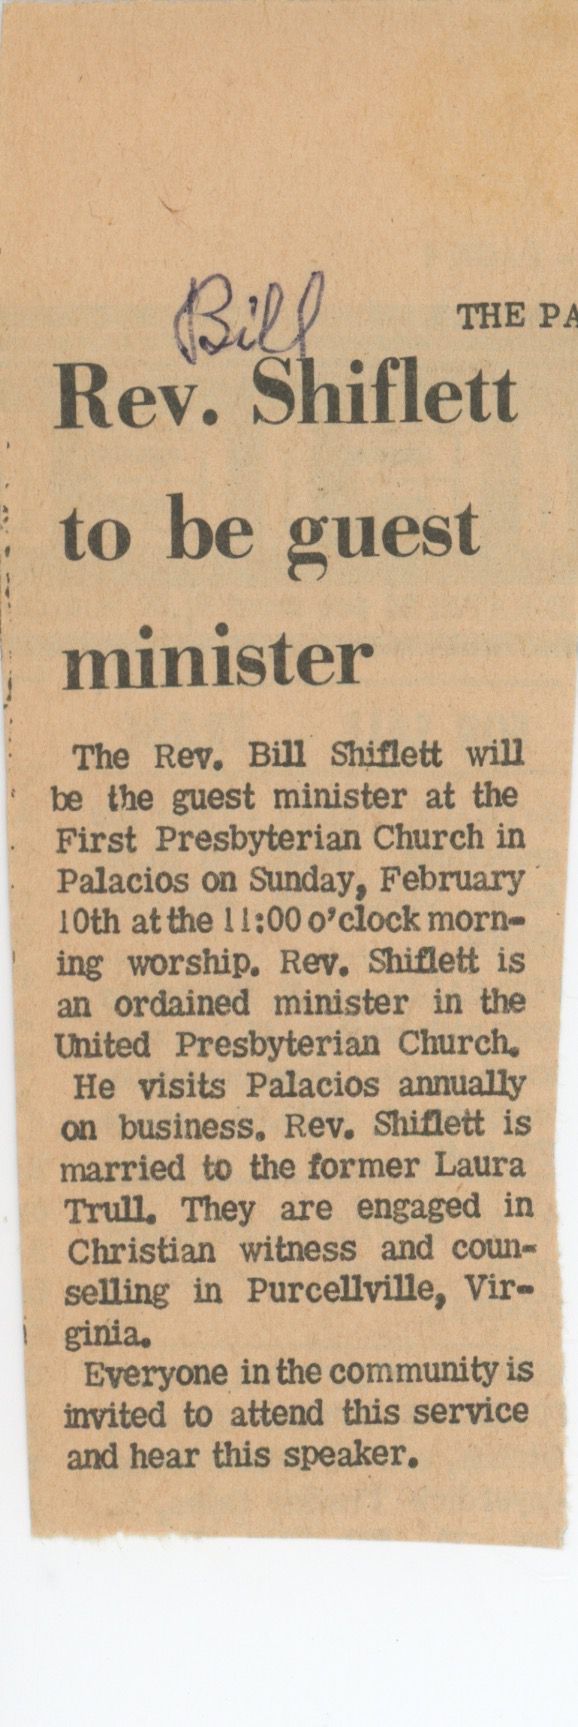 Bill
THE PA
Rev. Shiflett
to be guest
minister
The Rev. Bill Shiflett will
be the guest minister at the
First Presbyterian Church in
Palacios on Sunday, February
10th at the 11:00 o'clock morn-
ing worship. Rev. Shiflett is
an ordained minister in the
United Presbyterian Church.
He visits Palacios annually
on business. Rev. Shiflett is
married to the former Laura
Trull. They are engaged in
Christian witness and coun-
selling in Purcellville, Vir-
ginia.
Everyone in the community is
invited to attend this service
and hear this speaker.